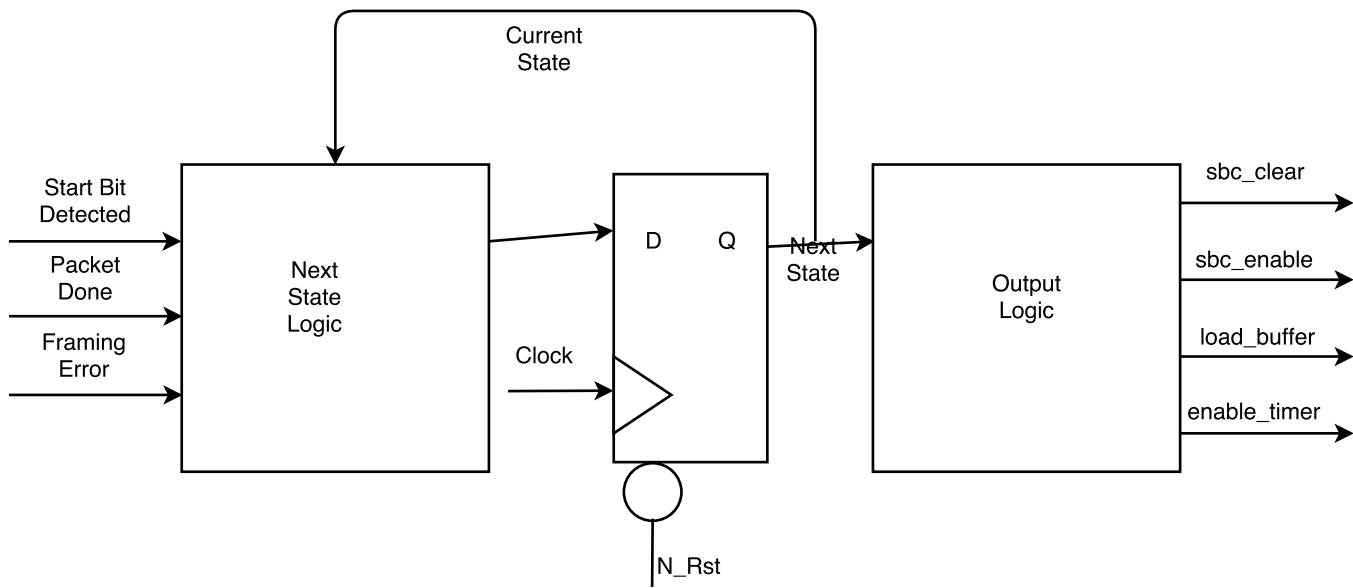 Current
State
Start Bit
Detected
Packet
Done
Framing
Error
Next
State
Logic
Clock
D
Q
N_Rst
Next
State
Output
Logic
sbc_clear
sbc_enable
load_buffer
enable_timer